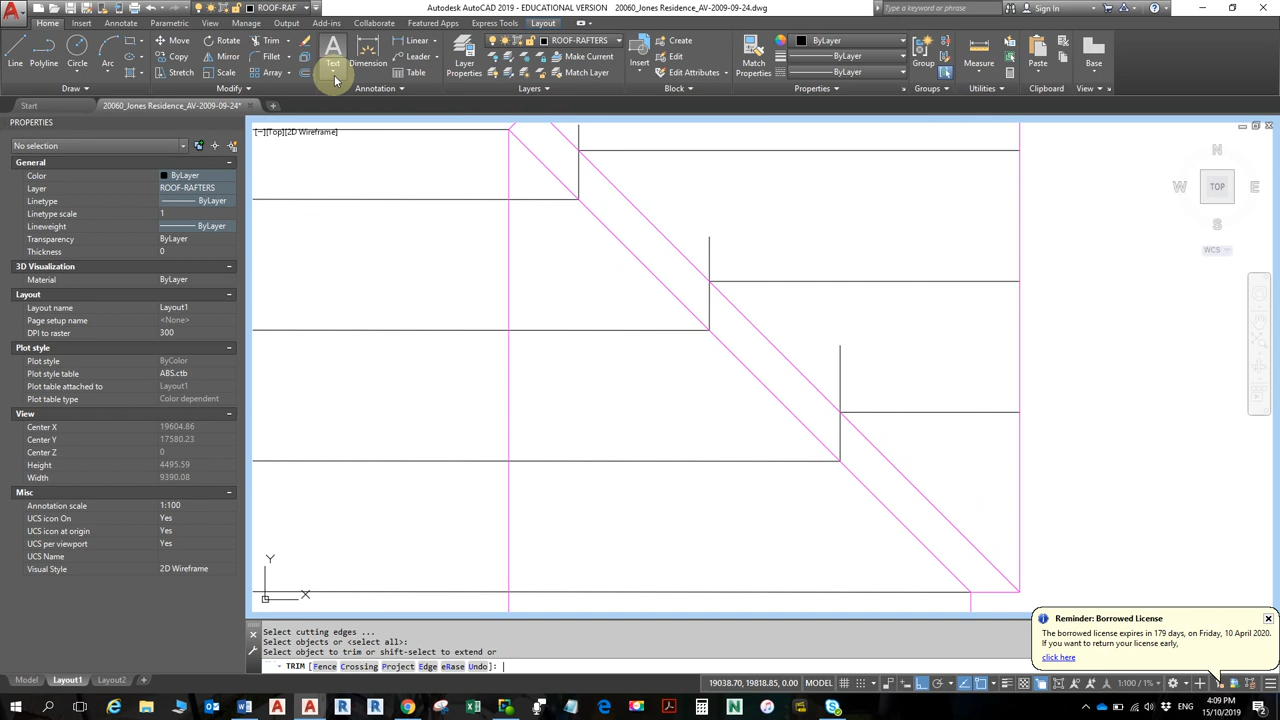 ROOF-RAF
Autodesk AutoCAD 2019 - EDUCATIONAL VERSION 20060_Jones Residence_AV-2009-09-24.dwg
Type a keyword or phrase
Sign In
Home Insert Annotate Parametric View Manage Output Add-ins Collaborate Featured Apps Express Tools Layout
Line Polyline Circle Arc
Move Rotate Trim
Copy Mirror Fillet
Stretch Scale Array
Text Dimension
Linear
Leader
Table
Layer Properties
ROOF-RAFTERS
Make Current
Match Layer
Insert
Create
Edit
Edit Attributes
Match Properties
ByLayer
ByLayer
ByLayer
Group
Measure
Paste
Base
Draw Modify Annotation Layers Block Properties Groups Utilities Clipboard View
Start 20060_Jones Residence_AV-2009-09-24*
PROPERTIES
No selection
General
Color ByLayer
Layer ROOF-RAFTERS
Linetype ByLayer
Linetype scale 1
Lineweight ByLayer
Transparency ByLayer
Thickness 0
3D Visualization
Material ByLayer
Layout
Layout name Layout1
Page setup name <None>
DPI to raster 300
Plot style
Plot style ByColor
Plot style table ABS.ctb
Plot table attached to Layout1
Plot table type Color dependent
View
Center X 19604.86
Center Y 17580.23
Center Z 0
Height 4495.59
Width 9390.08
Misc
Annotation scale 1:100
UCS icon On Yes
UCS icon at origin Yes
UCS per viewport Yes
UCS Name
Visual Style 2D Wireframe
[−][Top][2D Wireframe]
N
W TOP E
S
WCS
Y
X
Select cutting edges ...
Select objects or <select all>:
Select object to trim or shift-select to extend or
TRIM [Fence Crossing Project Edge eRase Undo]:
Reminder: Borrowed License
The borrowed license expires in 179 days, on Friday, 10 April 2020.
If you want to return your license early,
click here
Model Layout1 Layout2
19038.70, 19818.85, 0.00 MODEL
1:100 / 1%
ENG
4:09 PM
15/10/2019